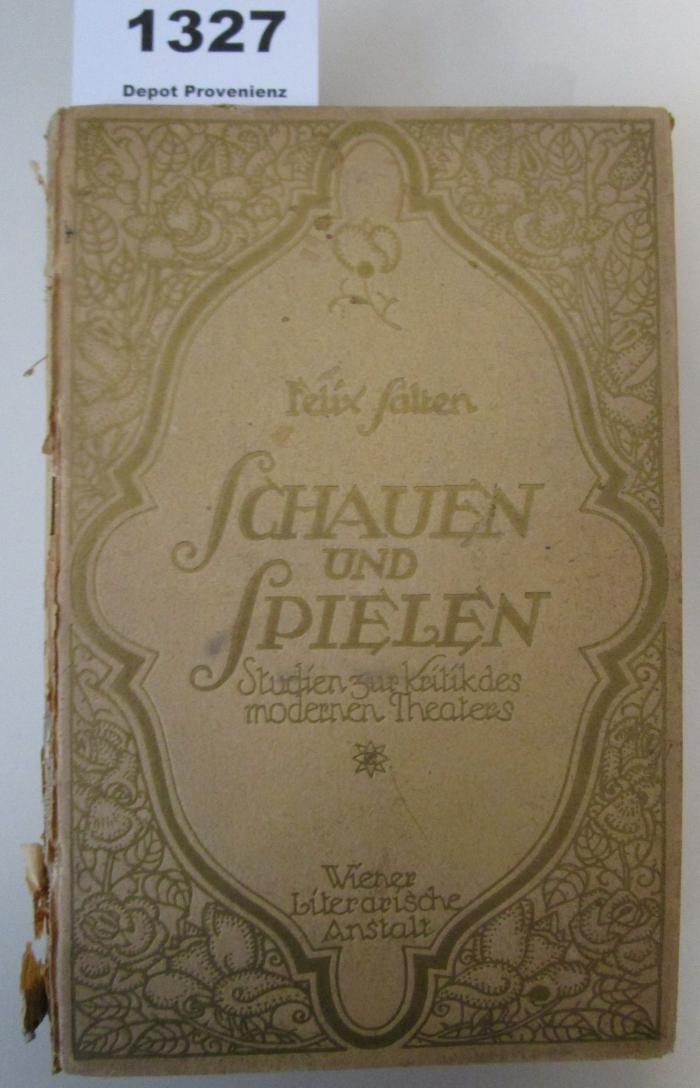 1327
Depot Provenienz
Felix Salten
SCHAUEN
UND
SPIELEN
Studien zur Kritik des
modernen Theaters
Wiener
Literarische
Anstalt